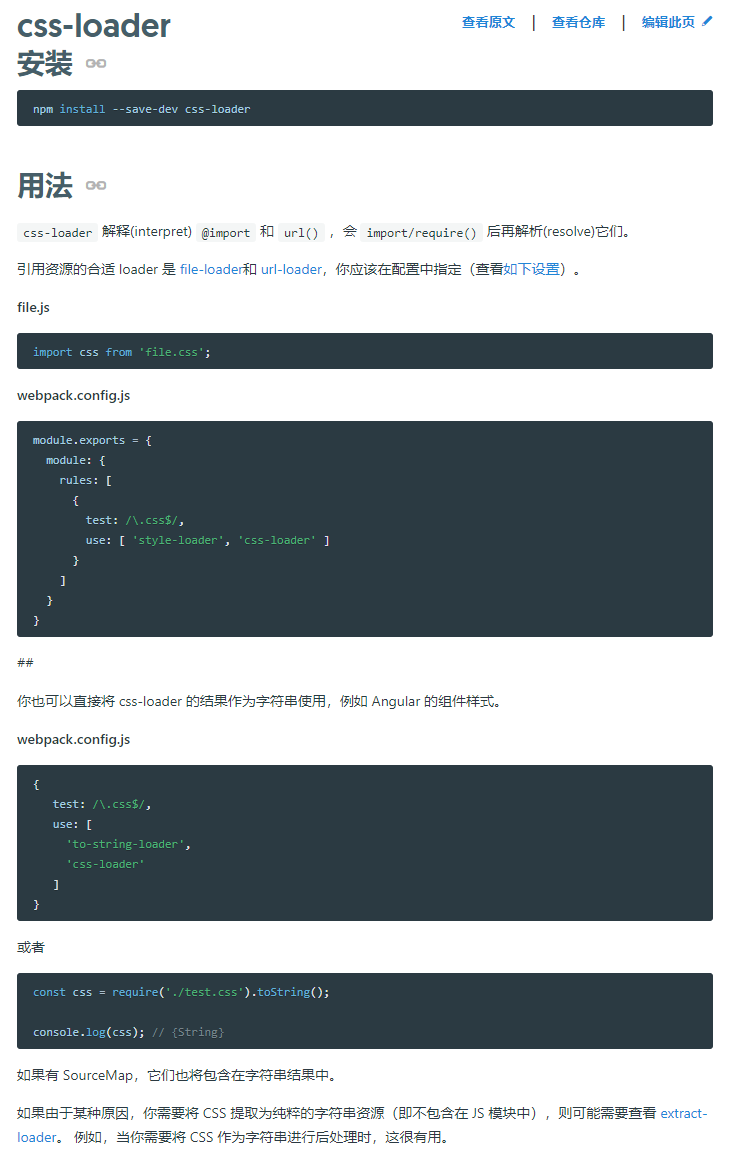 css-loader
查看原文 | 查看仓库 | 编辑此页
安装
npm install --save-dev css-loader
用法
css-loader 解释(interpret) @import 和 url() ，会 import/require() 后再解析(resolve)它们。
引用资源的合适 loader 是 file-loader和 url-loader，你应该在配置中指定（查看如下设置）。
file.js
import css from 'file.css';
webpack.config.js
module.exports = {
  module: {
    rules: [
      {
        test: /\.css$/,
        use: [ 'style-loader', 'css-loader' ]
      }
    ]
  }
}
##
你也可以直接将 css-loader 的结果作为字符串使用，例如 Angular 的组件样式。
webpack.config.js
{
   test: /\.css$/,
   use: [
     'to-string-loader',
     'css-loader'
   ]
}
或者
const css = require('./test.css').toString();
console.log(css); // {String}
如果有 SourceMap，它们也将包含在字符串结果中。
如果由于某种原因，你需要将 CSS 提取为纯粹的字符串资源（即不包含在 JS 模块中），则可能需要查看 extract-
loader。 例如，当你需要将 CSS 作为字符串进行后处理时，这很有用。